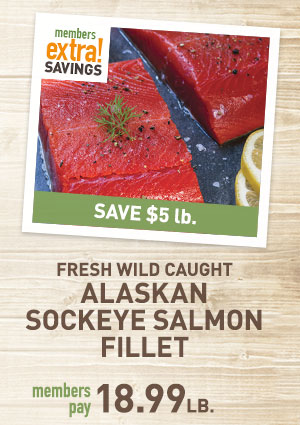 members
extra!
SAVINGS
SAVE $5 lb.
FRESH WILD CAUGHT
ALASKAN
SOCKEYE SALMON
FILLET
members
pay 18.99LB.